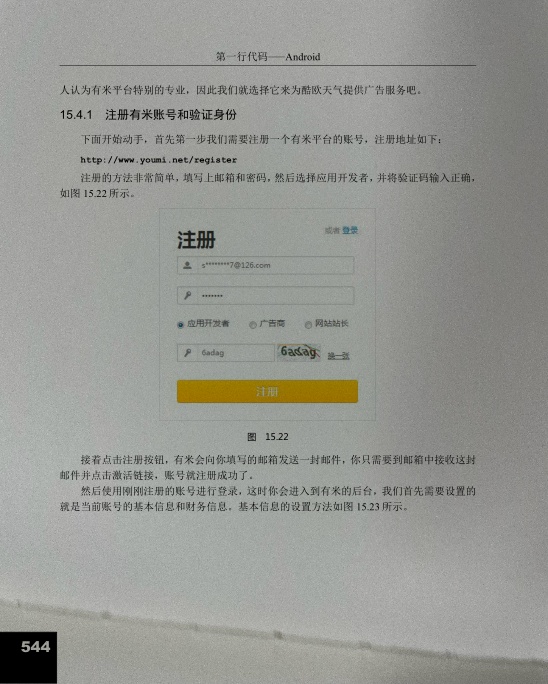 第一行代码——Android
人认为有米平台特别的专业，因此我们就选择它来为酷欧天气提供广告服务吧。
15.4.1 注册有米账号和验证身份
下面开始动手，首先第一步我们需要注册一个有米平台的账号，注册地址如下：
http://www.youmi.net/register
注册的方法非常简单，填写上邮箱和密码，然后选择应用开发者，并将验证码输入正确，
如图 15.22 所示。
注册
或者 登录
s********7@126.com
•••••••
应用开发者 广告商 网站站长
6adag 6adag 换一张
注册
图 15.22
接着点击注册按钮，有米会向你填写的邮箱发送一封邮件，你只需要到邮箱中接收这封
邮件并点击激活链接，账号就注册成功了。
然后使用刚刚注册的账号进行登录，这时你会进入到有米的后台，我们首先需要设置的
就是当前账号的基本信息和财务信息。基本信息的设置方法如图 15.23 所示。
544